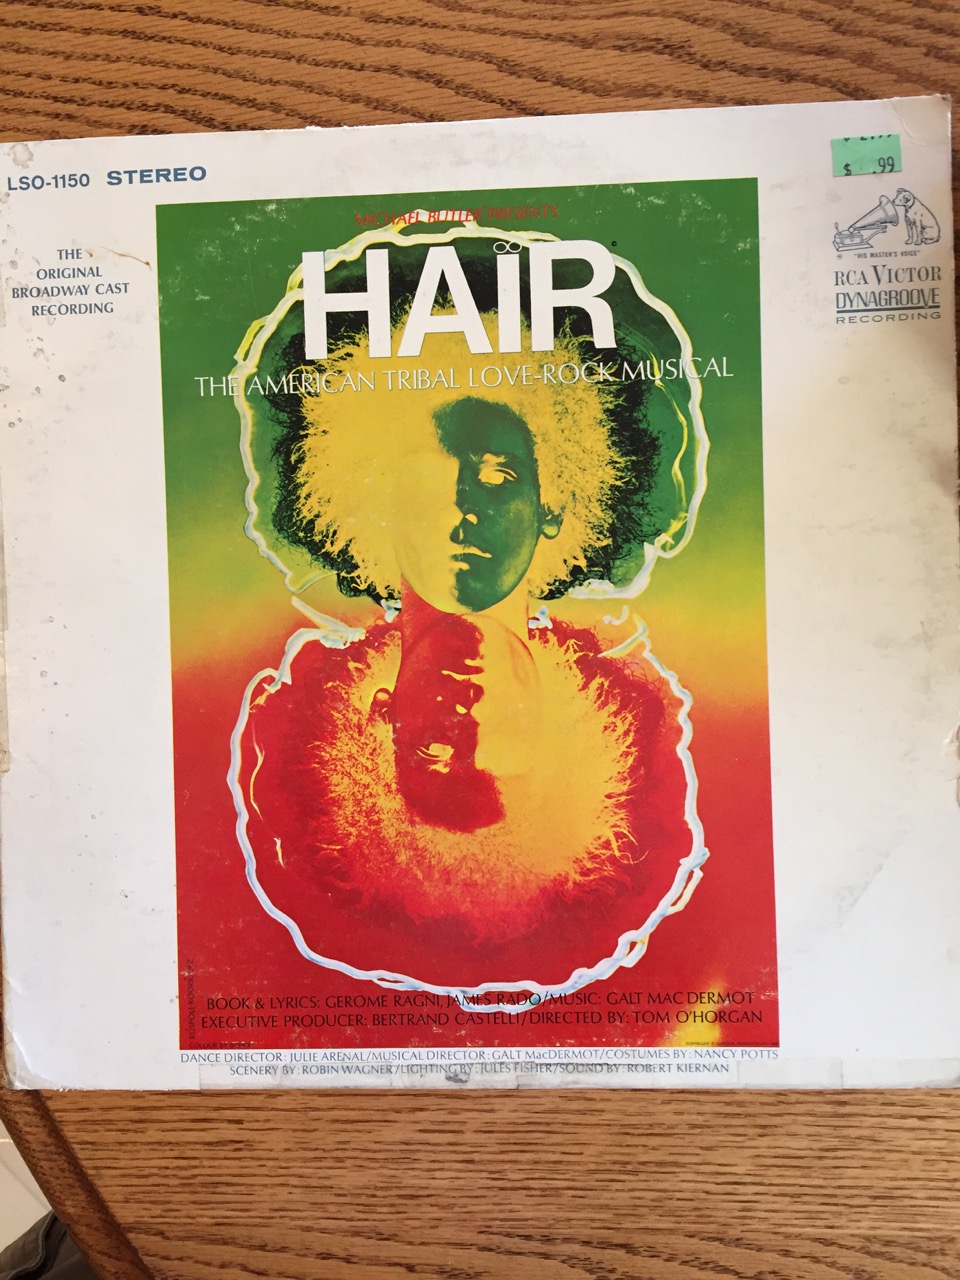 LSO-1150 STEREO
$ .99
THE
ORIGINAL
BROADWAY CAST
RECORDING
"HIS MASTER'S VOICE"
RCA VICTOR
DYNAGROOVE
RECORDING
MICHAEL BUTLER PRESENTS
HAIR
THE AMERICAN TRIBAL LOVE-ROCK MUSICAL
BOOK & LYRICS: GEROME RAGNI, JAMES RADO/MUSIC: GALT MAC DERMOT
EXECUTIVE PRODUCER: BERTRAND CASTELLI/DIRECTED BY: TOM O'HORGAN
DANCE DIRECTOR: JULIE ARENAL/MUSICAL DIRECTOR: GALT MacDERMOT/COSTUMES BY: NANCY POTTS
SCENERY BY: ROBIN WAGNER/LIGHTING BY: JULES FISHER/SOUND BY: ROBERT KIERNAN